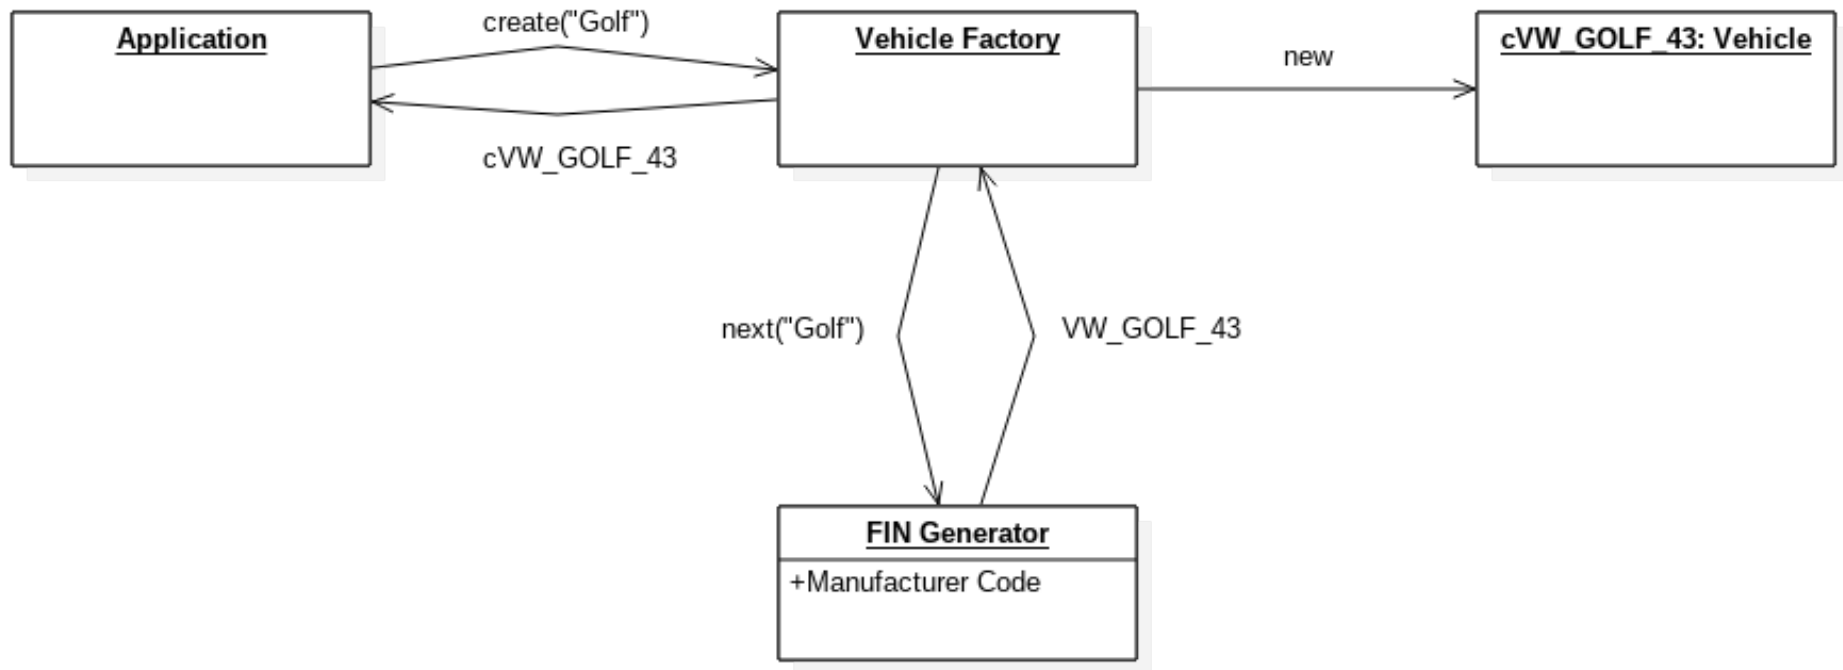 create("Golf")
Application
Vehicle Factory
cVW_GOLF_43: Vehicle
new
cVW_GOLF_43
next("Golf")
VW_GOLF_43
FIN Generator
+Manufacturer Code